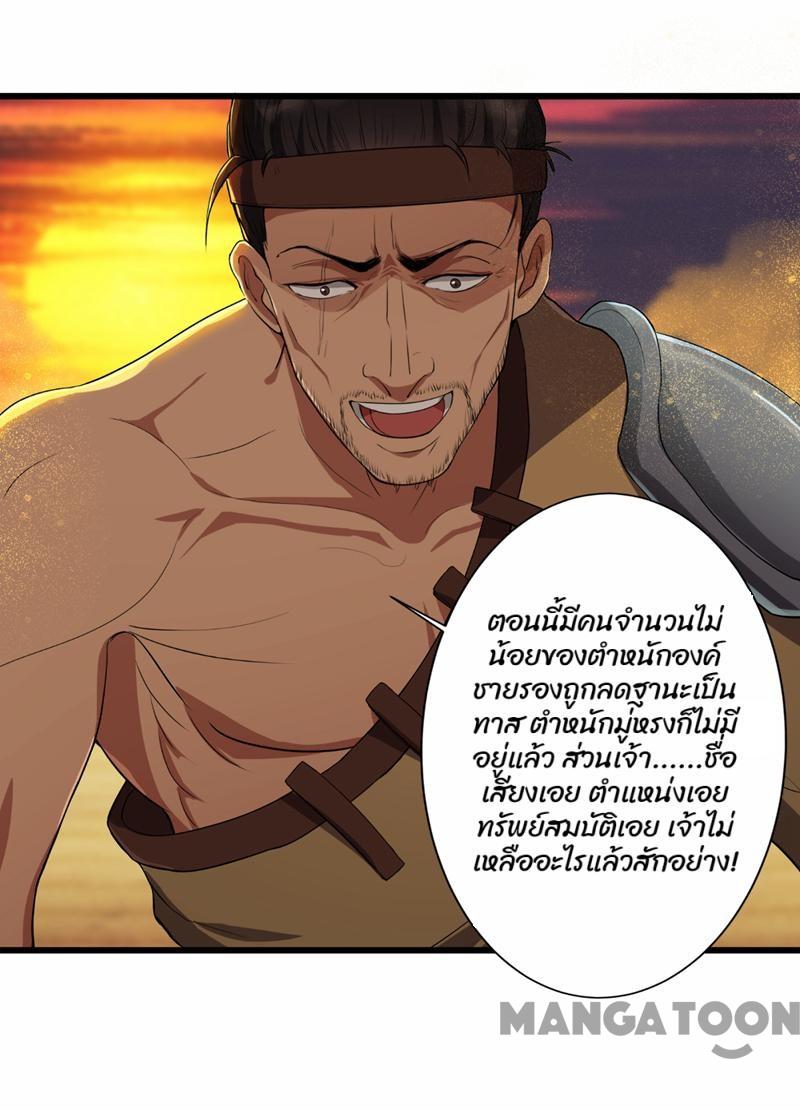 ตอนนี้มีคนจำนวนไม่
น้อยของตำหนักองค์
ชายรองถูกลดฐานะเป็น
ทาส ตำหนักมู่หรงก็ไม่มี
อยู่แล้ว ส่วนเจ้า......ชื่อ
เสียงเอย ตำแหน่งเอย
ทรัพย์สมบัติเอย เจ้าไม่
เหลืออะไรแล้วสักอย่าง!
MANGATOON